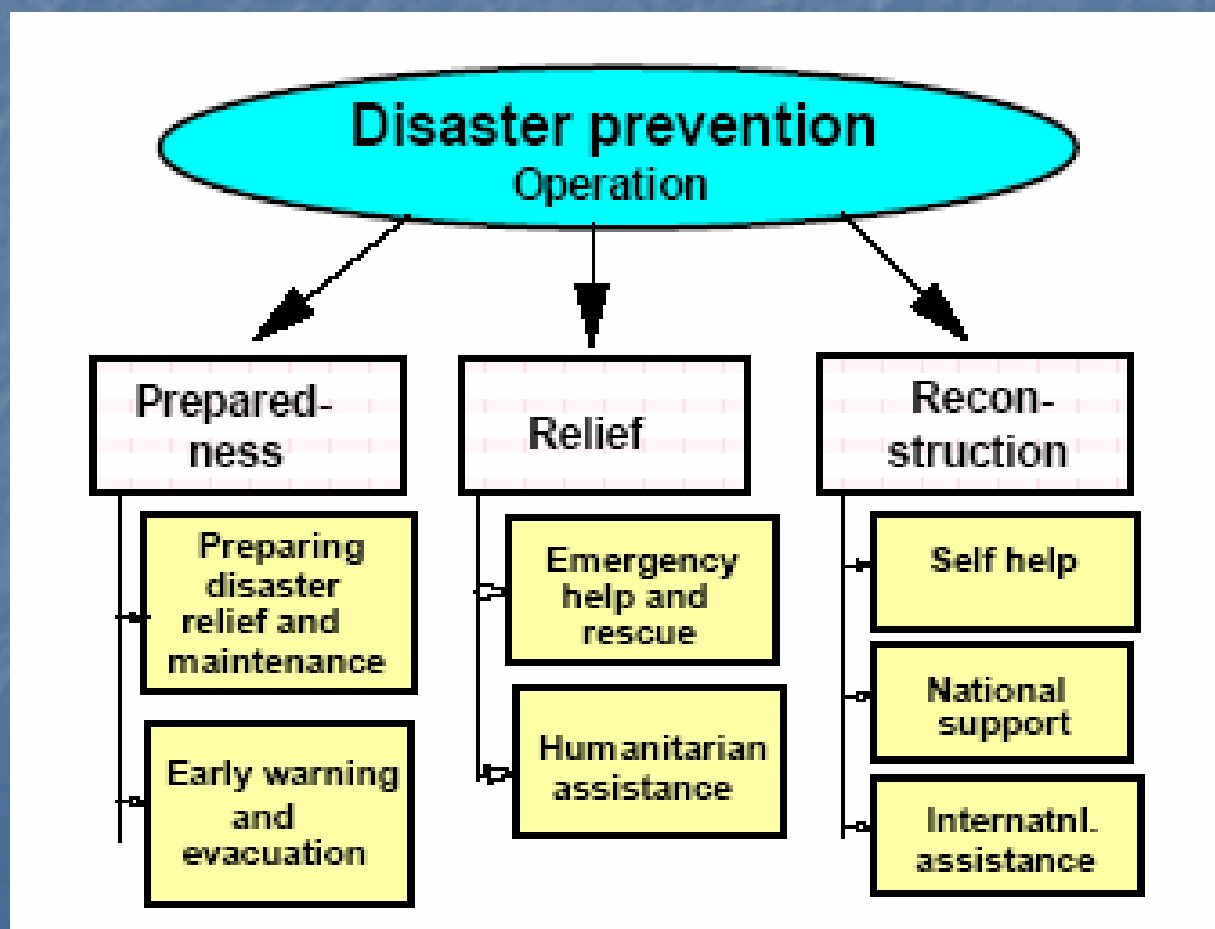 Disaster prevention
Operation
Prepared-
ness
Preparing
disaster
relief and
maintenance
Early warning
and
evacuation
Relief
Emergency
help and
rescue
Humanitarian
assistance
Recon-
struction
Self help
National
support
Internatnl.
assistance